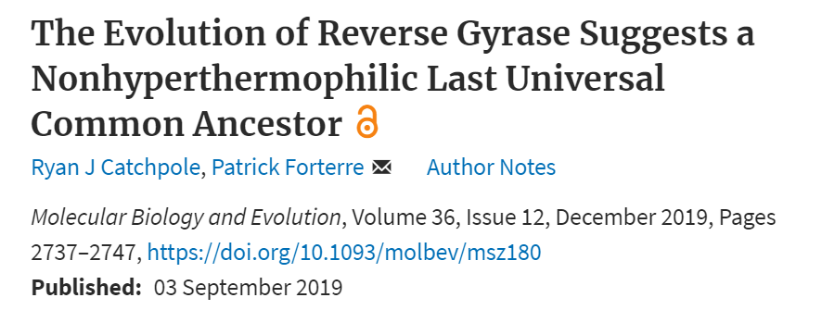 The Evolution of Reverse Gyrase Suggests a
Nonhyperthermophilic Last Universal
Common Ancestor
Ryan J Catchpole, Patrick Forterre Author Notes
Molecular Biology and Evolution, Volume 36, Issue 12, December 2019, Pages
2737–2747, https://doi.org/10.1093/molbev/msz180
Published: 03 September 2019